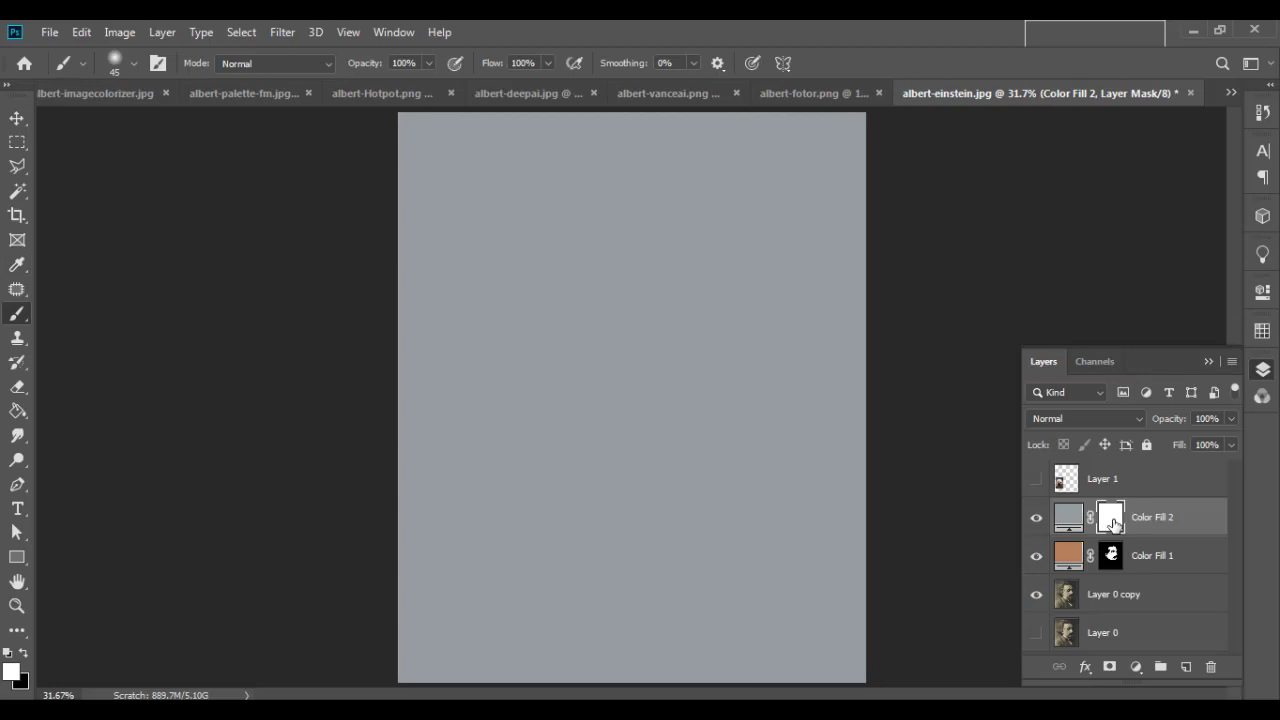 Ps File Edit Image Layer Type Select Filter 3D View Window Help
45 Mode: Normal Opacity: 100% Flow: 100% Smoothing: 0%
lbert-imagecolorizer.jpg albert-palette-fm.jpg... albert-Hotpot.png ... albert-deepai.jpg @ ... albert-vanceai.png ... albert-fotor.png @ 1... albert-einstein.jpg @ 31.7% (Color Fill 2, Layer Mask/8) *
Layers Channels
Kind
Normal Opacity: 100%
Lock: Fill: 100%
Layer 1
Color Fill 2
Color Fill 1
Layer 0 copy
Layer 0
fx
31.67% Scratch: 889.7M/5.10G